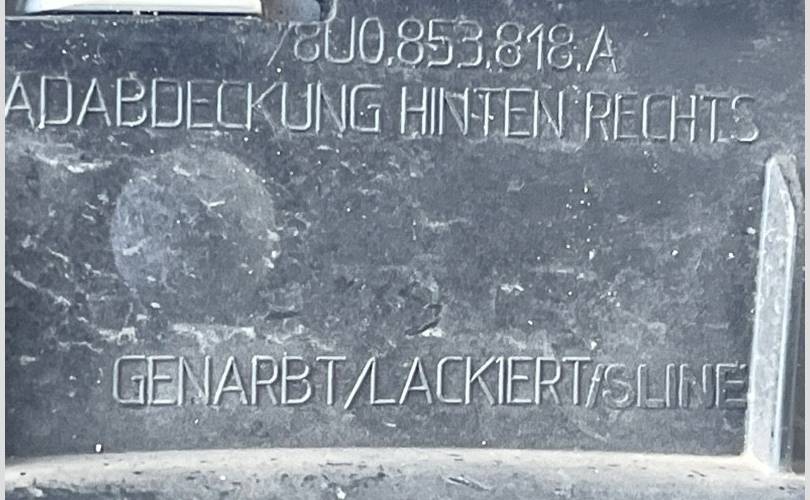 /8U0.853.818.A
ADABDECKUNG HINTEN RECHTS
GENARBT/LACKIERT/SLINE